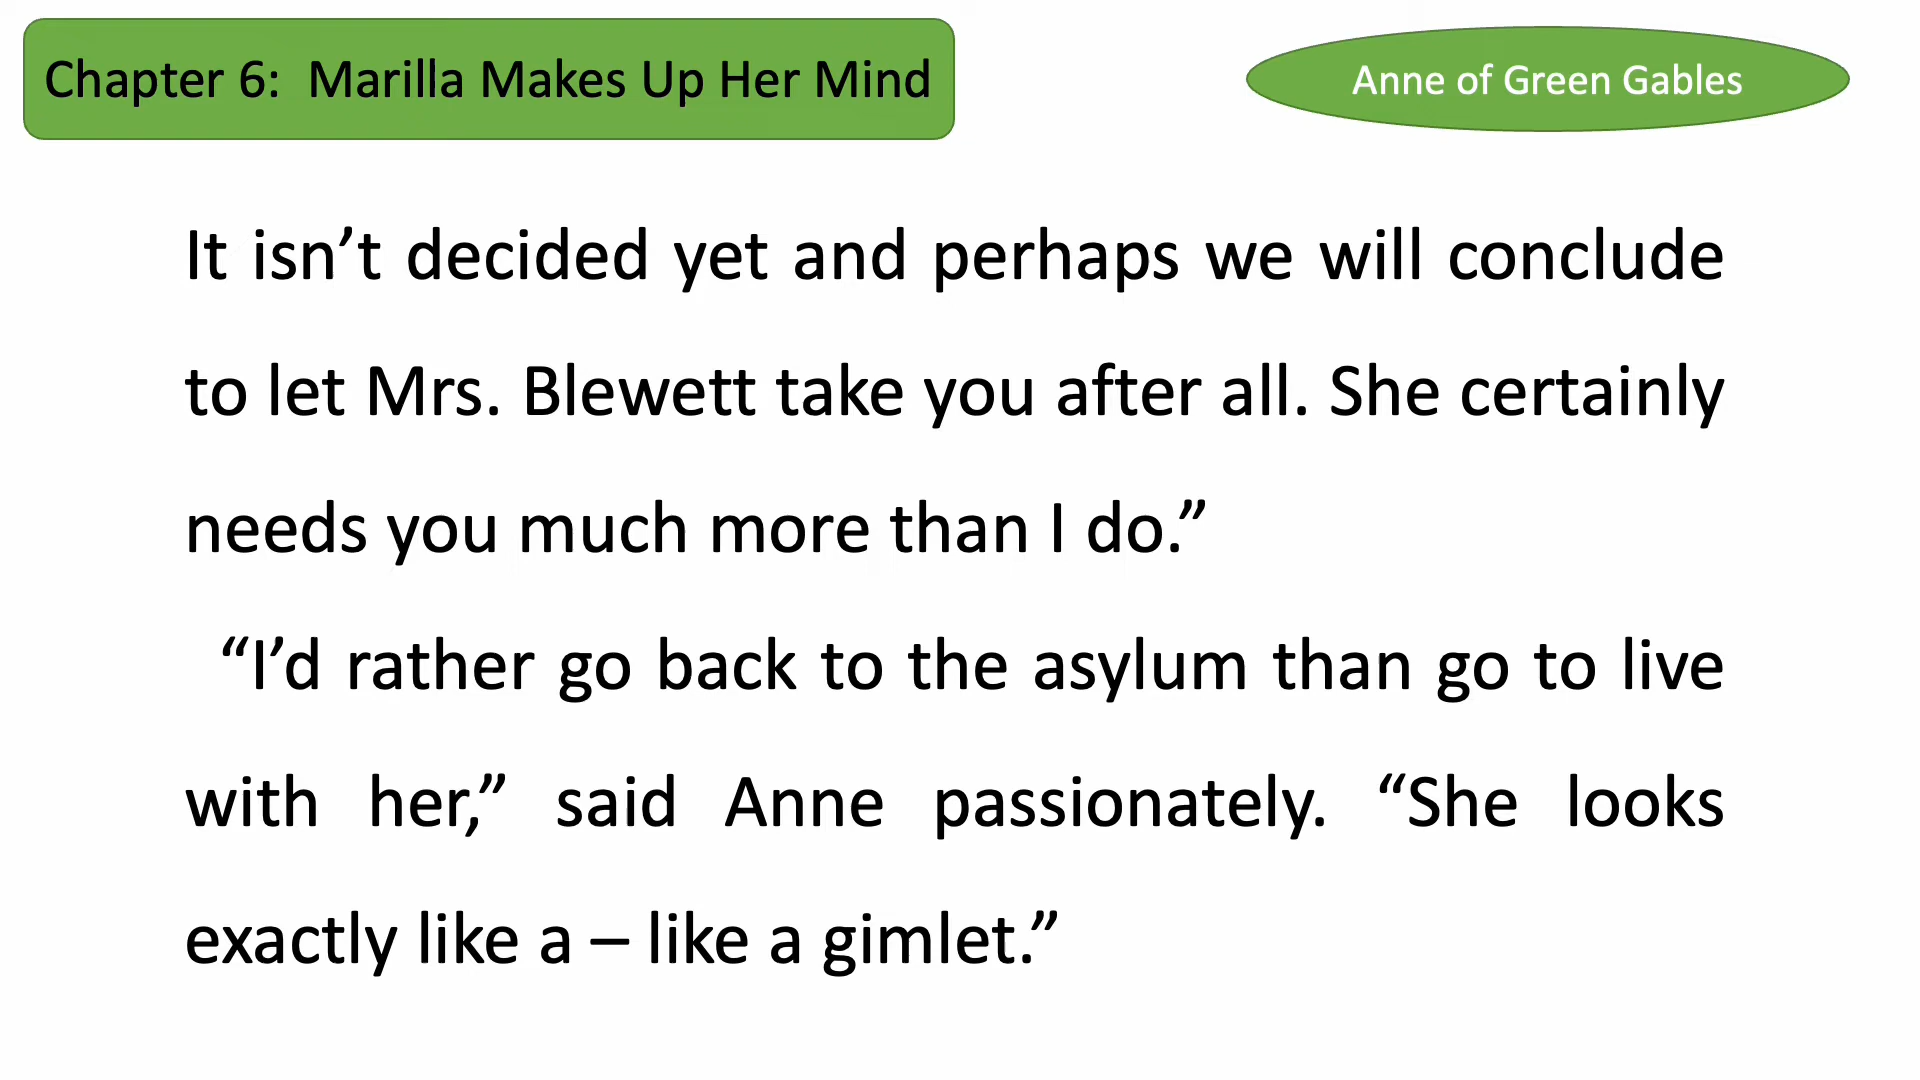 Chapter 6:  Marilla Makes Up Her Mind
Anne of Green Gables
It isn’t decided yet and perhaps we will conclude
to let Mrs. Blewett take you after all. She certainly
needs you much more than I do.”
“I’d rather go back to the asylum than go to live
with her,” said Anne passionately. “She looks
exactly like a – like a gimlet.”